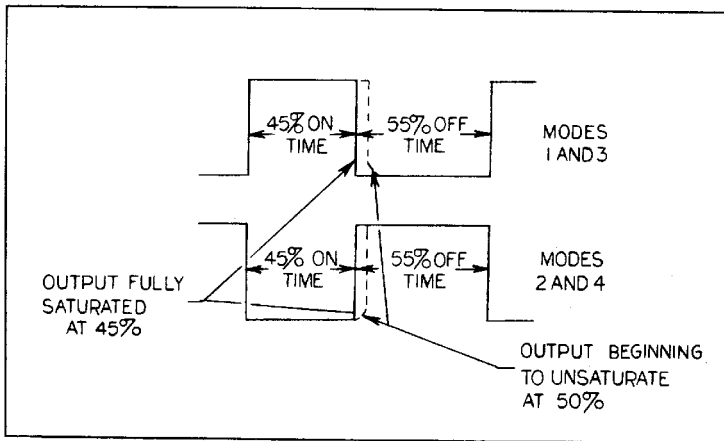 45% ON
TIME
55% OFF
TIME
MODES
1 AND 3
45% ON
TIME
55% OFF
TIME
MODES
2 AND 4
OUTPUT FULLY
SATURATED
AT 45%
OUTPUT BEGINNING
TO UNSATURATE
AT 50%